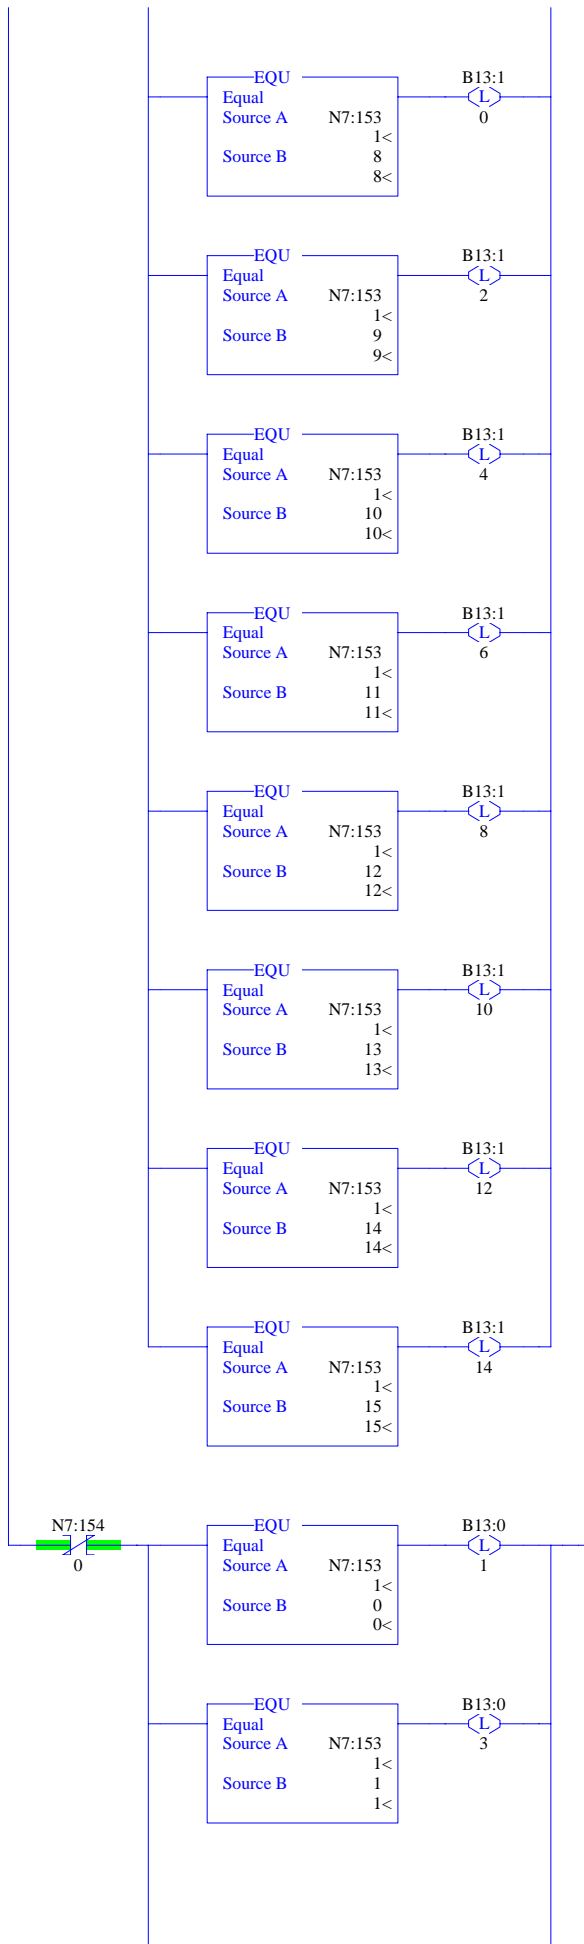 EQU B13:1
Equal L
Source A N7:153 0
1<
Source B 8
8<
EQU B13:1
Equal L
Source A N7:153 2
1<
Source B 9
9<
EQU B13:1
Equal L
Source A N7:153 4
1<
Source B 10
10<
EQU B13:1
Equal L
Source A N7:153 6
1<
Source B 11
11<
EQU B13:1
Equal L
Source A N7:153 8
1<
Source B 12
12<
EQU B13:1
Equal L
Source A N7:153 10
1<
Source B 13
13<
EQU B13:1
Equal L
Source A N7:153 12
1<
Source B 14
14<
EQU B13:1
Equal L
Source A N7:153 14
1<
Source B 15
15<
N7:154 EQU B13:0
Equal L
0 Source A N7:153 1
1<
Source B 0
0<
EQU B13:0
Equal L
Source A N7:153 3
1<
Source B 1
1<